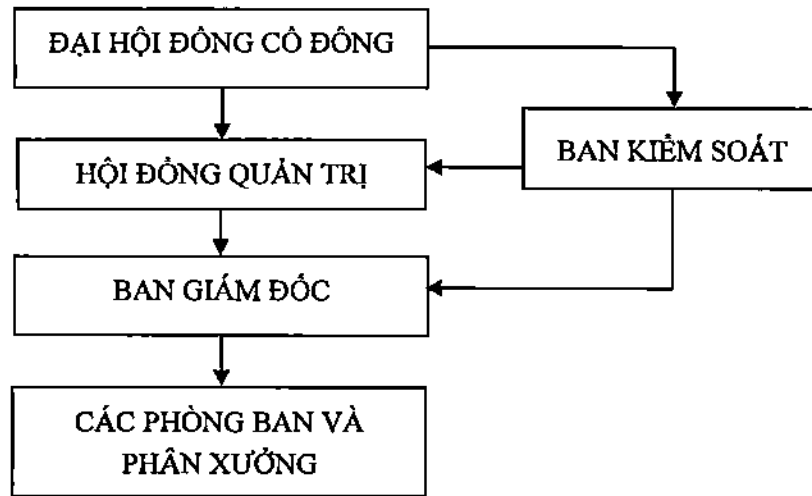 ĐẠI HỘI ĐỒNG CỔ ĐÔNG
BAN KIỂM SOÁT
HỘI ĐỒNG QUẢN TRỊ
BAN GIÁM ĐỐC
CÁC PHÒNG BAN VÀ
PHÂN XƯỞNG